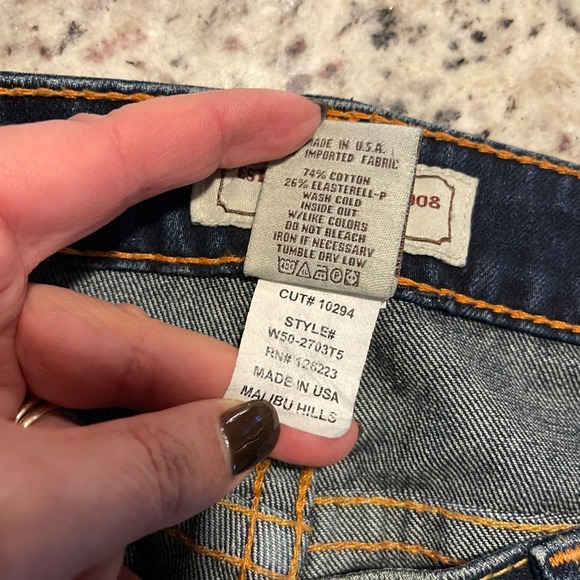 MADE IN U.S.A.
IMPORTED FABRIC
74% COTTON
26% ELASTERELL-P
WASH COLD
INSIDE OUT
W/LIKE COLORS
DO NOT BLEACH
IRON IF NECESSARY
TUMBLE DRY LOW
CUT# 10294
STYLE#
W50-2703T5
RN# 128223
MADE IN USA
MALIBU HILLS